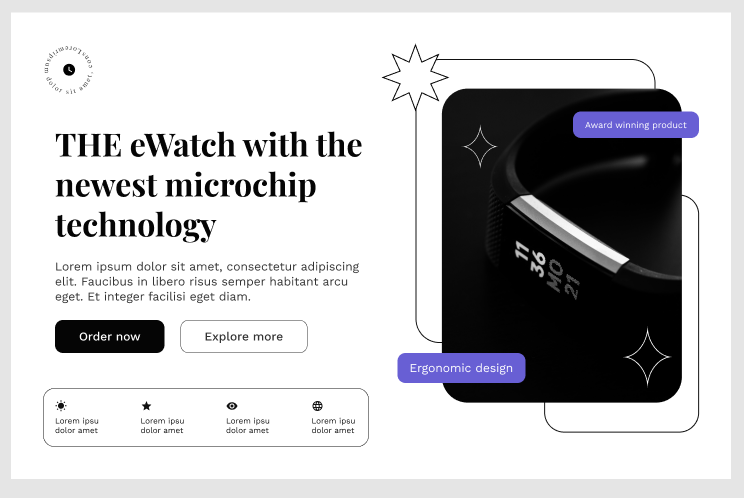 consLoremripsum
dolor sit amet,
THE eWatch with the
newest microchip
technology
Lorem ipsum dolor sit amet, consectetur adipiscing
elit. Faucibus in libero risus semper habitant arcu
eget. Et integer facilisi eget diam.
Order now
Explore more
Lorem ipsu
dolor amet
Lorem ipsu
dolor amet
Lorem ipsu
dolor amet
Lorem ipsu
dolor amet
Award winning product
11
36
MO
21
Ergonomic design